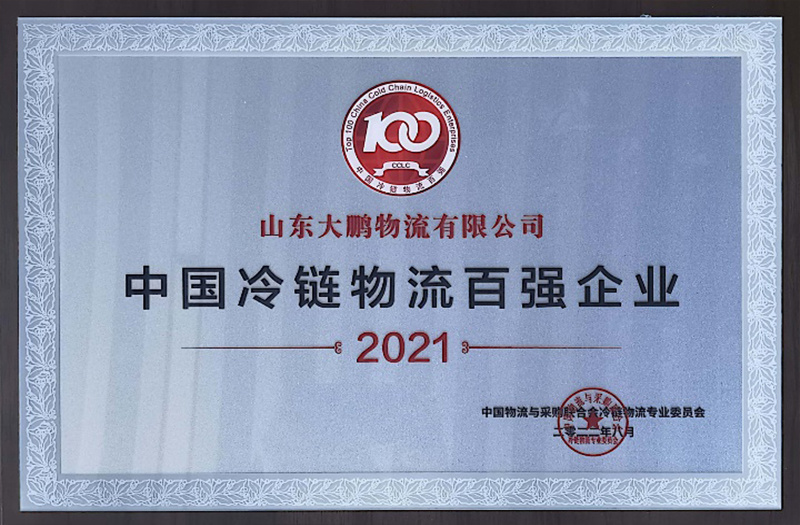 Top 100 China Cold Chain Logistics Enterprises
100
CCLC
中国冷链物流百强
山东大鹏物流有限公司
中国冷链物流百强企业
2021
中国物流与采购联合会冷链物流专业委员会
二零二二年八月